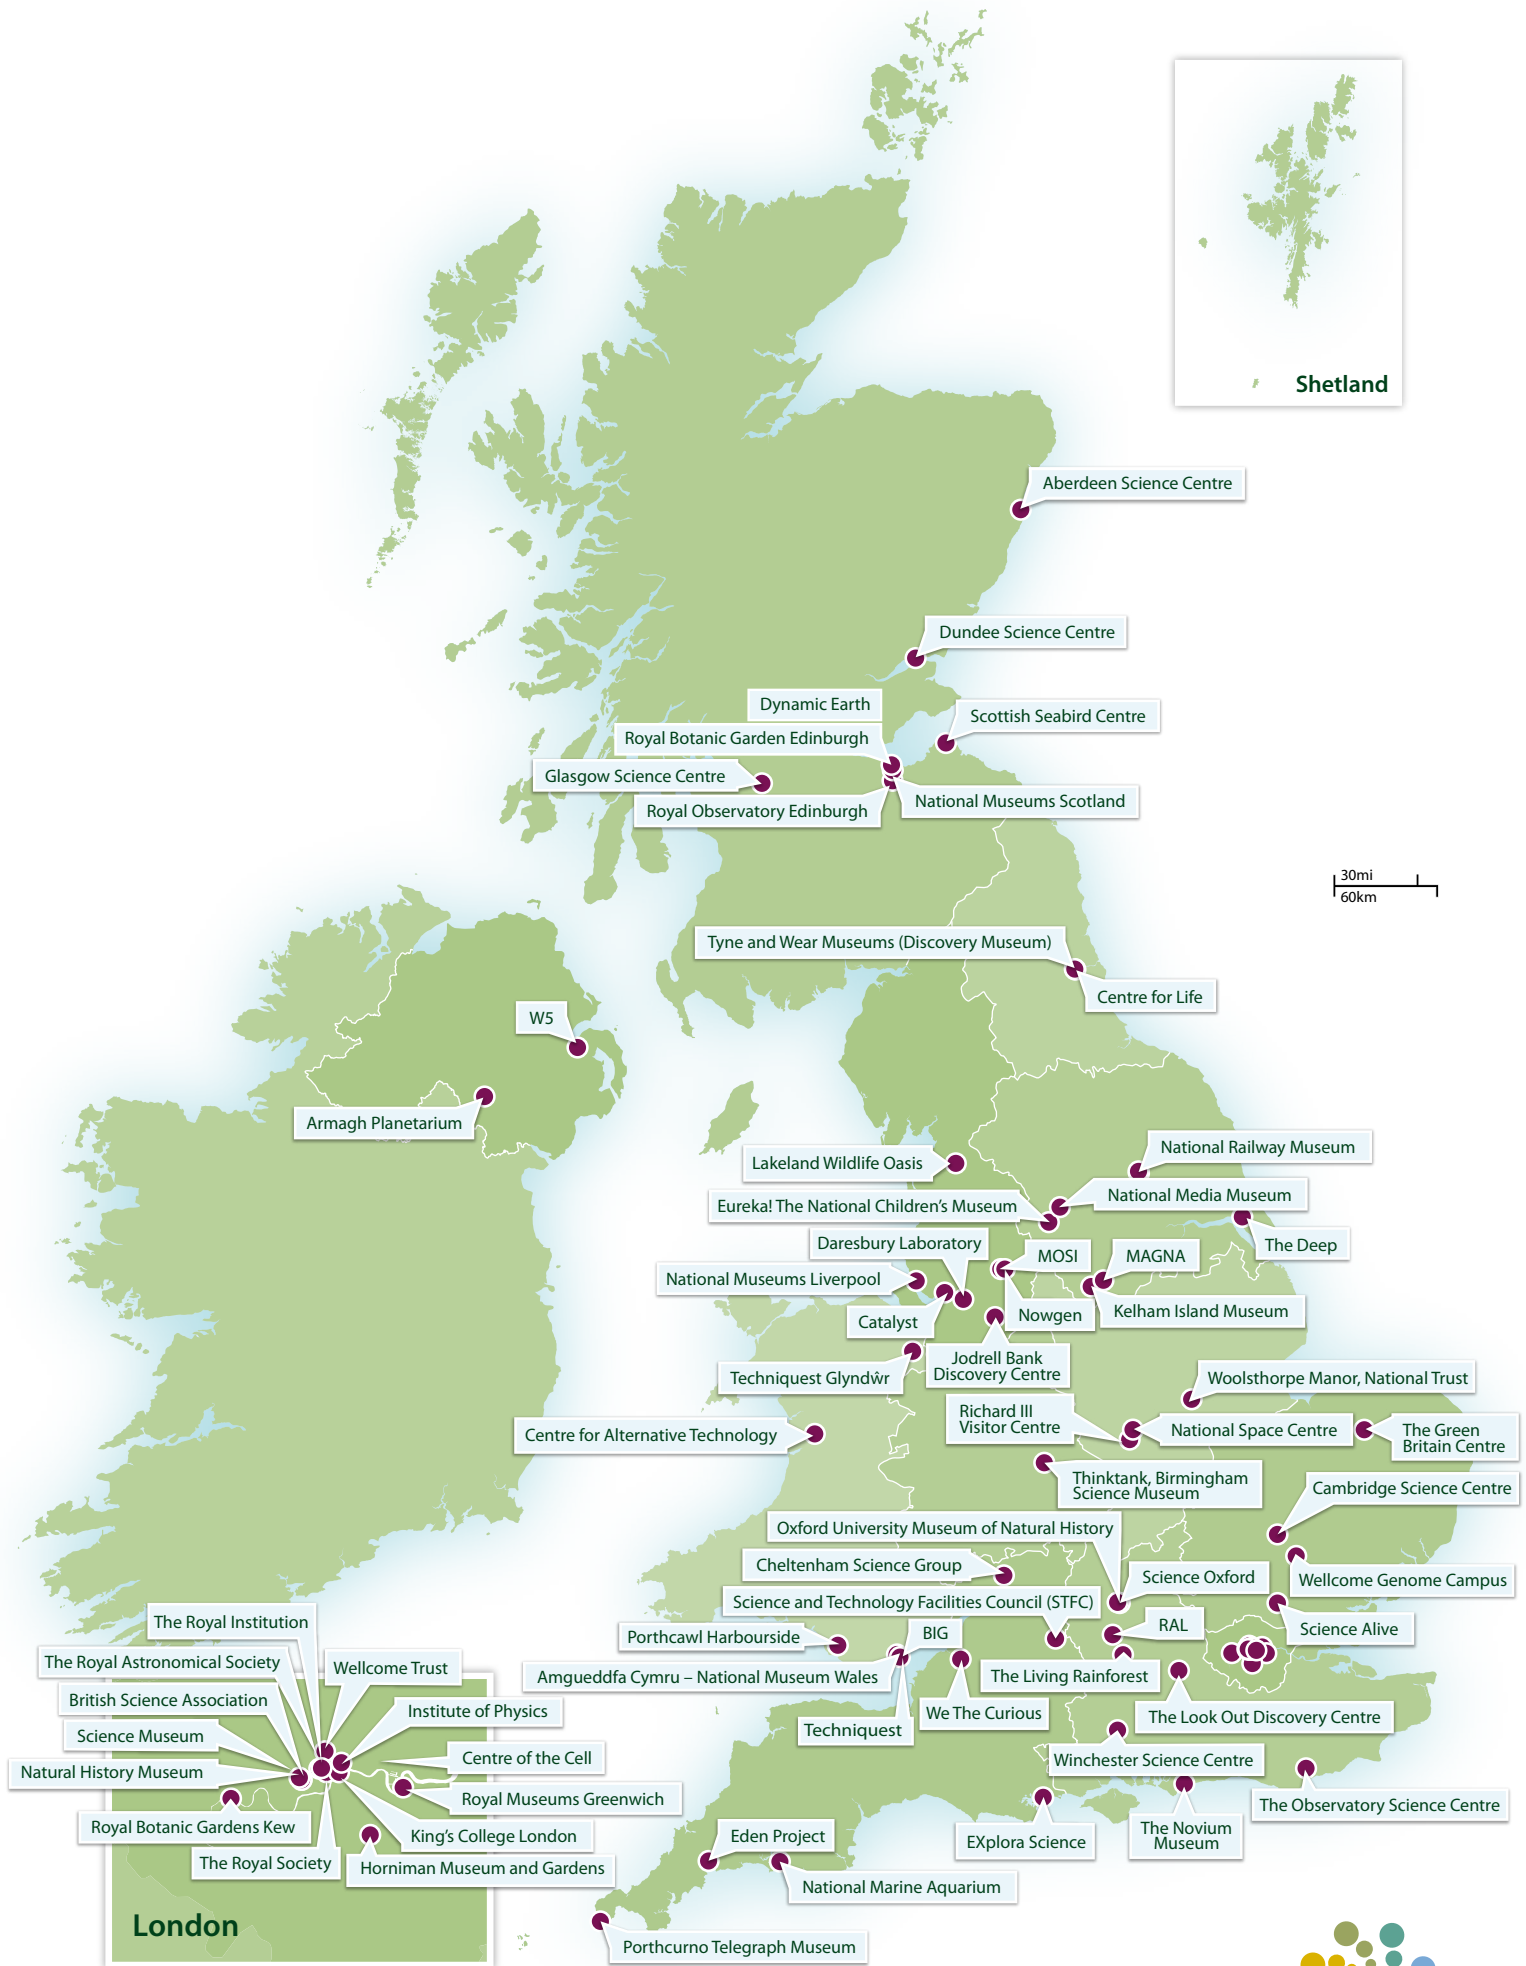 Shetland
Aberdeen Science Centre
Dundee Science Centre
Dynamic Earth
Scottish Seabird Centre
Royal Botanic Garden Edinburgh
Glasgow Science Centre
National Museums Scotland
Royal Observatory Edinburgh
30mi
60km
Tyne and Wear Museums (Discovery Museum)
Centre for Life
W5
Armagh Planetarium
National Railway Museum
Lakeland Wildlife Oasis
National Media Museum
Eureka! The National Children's Museum
The Deep
Daresbury Laboratory
MOSI
MAGNA
National Museums Liverpool
Kelham Island Museum
Nowgen
Catalyst
Jodrell Bank
Discovery Centre
Techniquest Glyndŵr
Woolsthorpe Manor, National Trust
Richard III
Visitor Centre
National Space Centre
The Green
Britain Centre
Centre for Alternative Technology
Thinktank, Birmingham
Science Museum
Cambridge Science Centre
Oxford University Museum of Natural History
Cheltenham Science Group
Science Oxford
Wellcome Genome Campus
Science and Technology Facilities Council (STFC)
RAL
Science Alive
Porthcawl Harbourside
BIG
The Living Rainforest
Amgueddfa Cymru – National Museum Wales
We The Curious
The Look Out Discovery Centre
Techniquest
Winchester Science Centre
The Observatory Science Centre
The Novium
Museum
EXplora Science
Eden Project
National Marine Aquarium
Porthcurno Telegraph Museum
The Royal Institution
The Royal Astronomical Society
Wellcome Trust
British Science Association
Institute of Physics
Science Museum
Centre of the Cell
Natural History Museum
Royal Museums Greenwich
Royal Botanic Gardens Kew
King's College London
The Royal Society
Horniman Museum and Gardens
London